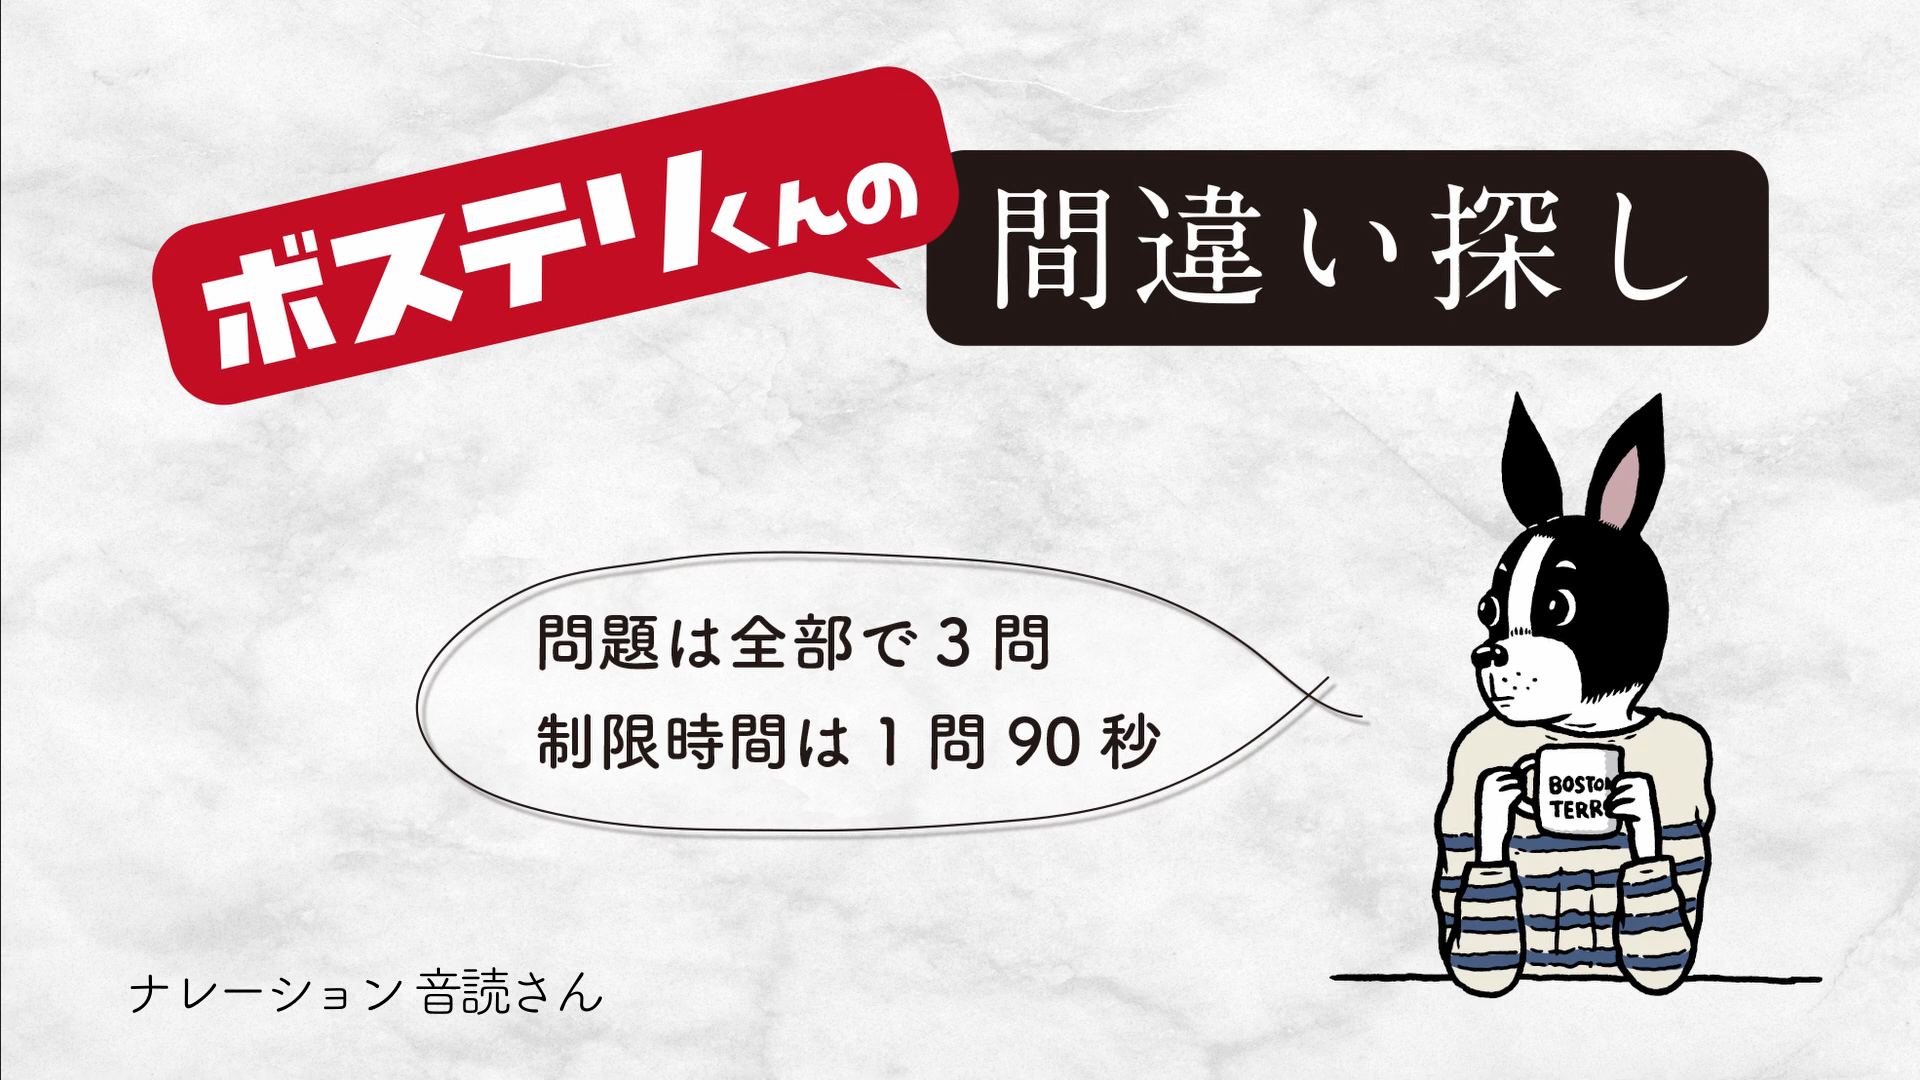 ボステリくんの
間違い探し
問題は全部で3問
制限時間は1問90秒
BOSTON
TERR
ナレーション 音読さん